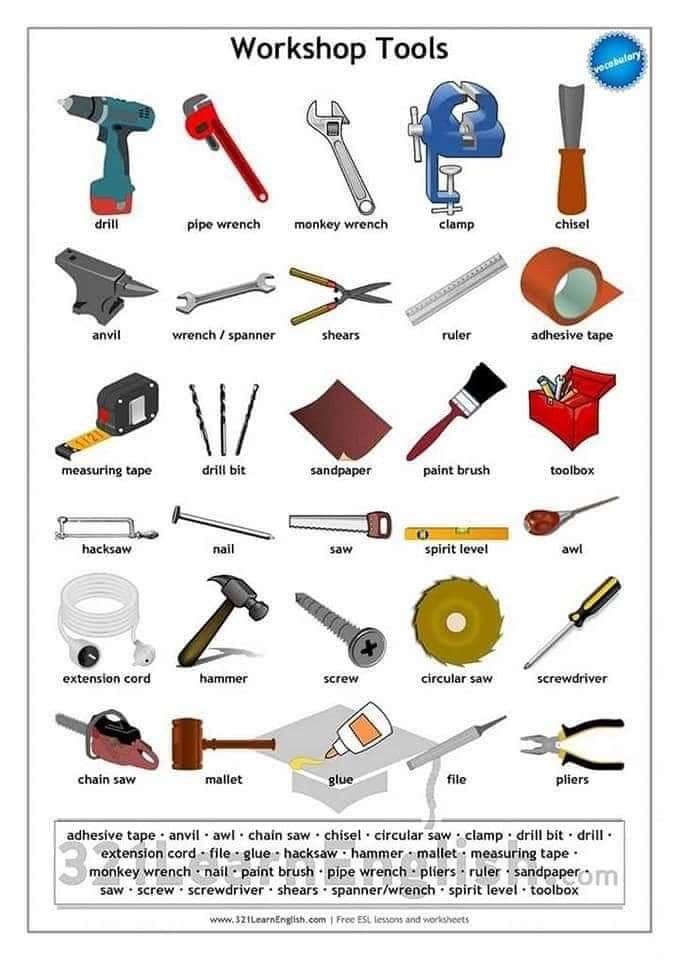 Workshop Tools
vocabulary
drill
pipe wrench
monkey wrench
clamp
chisel
anvil
wrench / spanner
shears
ruler
adhesive tape
measuring tape
drill bit
sandpaper
paint brush
toolbox
hacksaw
nail
saw
spirit level
awl
extension cord
hammer
screw
circular saw
screwdriver
chain saw
mallet
glue
file
pliers
adhesive tape · anvil · awl · chain saw · chisel · circular saw · clamp · drill bit · drill ·
extension cord · file · glue · hacksaw · hammer · mallet · measuring tape ·
monkey wrench · nail · paint brush · pipe wrench · pliers · ruler · sandpaper ·
saw · screw · screwdriver · shears · spanner/wrench · spirit level · toolbox
321LearnEnglish.com
www.321LearnEnglish.com | Free ESL lessons and worksheets